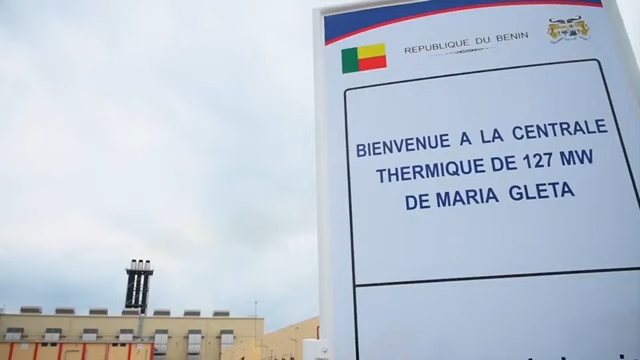 REPUBLIQUE DU BENIN
BIENVENUE A LA CENTRALE
THERMIQUE DE 127 MW
DE MARIA GLETA